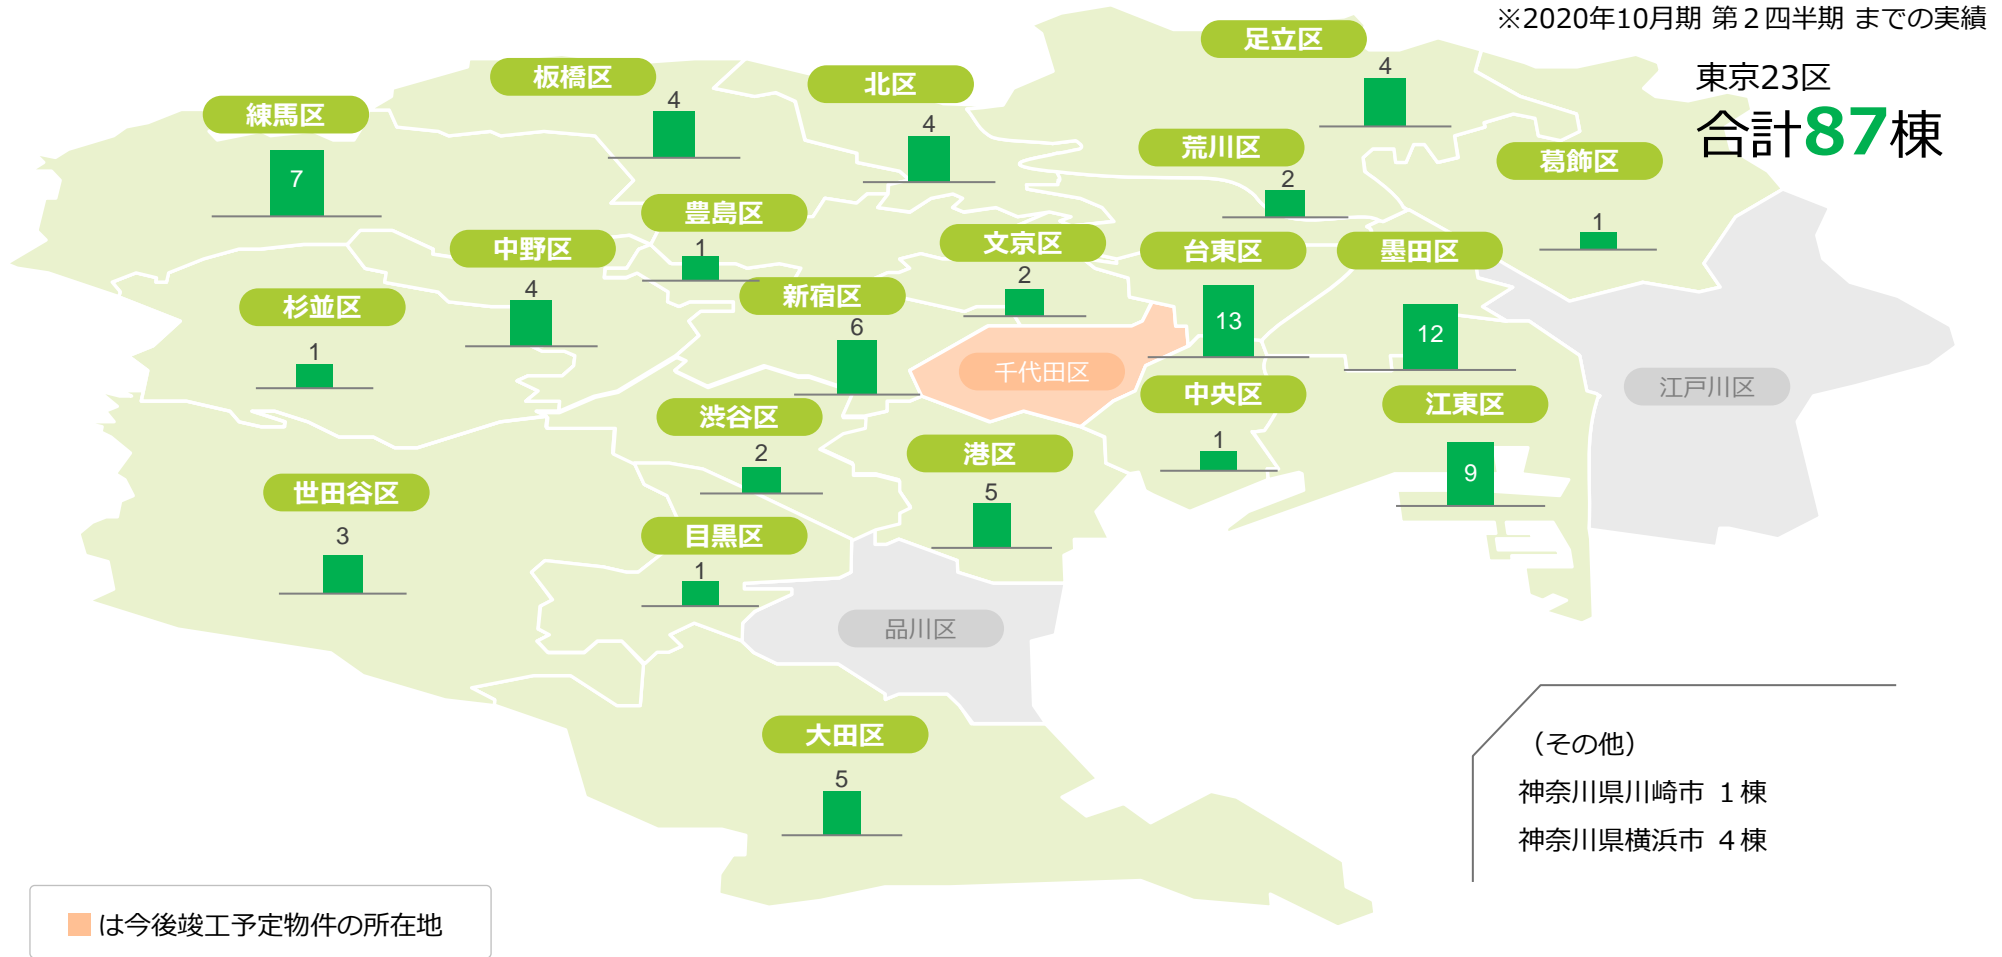 ※2020年10月期 第２四半期 までの実績
東京23区
合計87棟
足立区
4
板橋区
4
北区
4
練馬区
7
荒川区
2
葛飾区
1
豊島区
1
中野区
4
文京区
2
台東区
13
墨田区
12
杉並区
1
新宿区
6
千代田区
江戸川区
中央区
1
江東区
9
渋谷区
2
港区
5
世田谷区
3
目黒区
1
品川区
大田区
5
（その他）
神奈川県川崎市 １棟
神奈川県横浜市 ４棟
は今後竣工予定物件の所在地